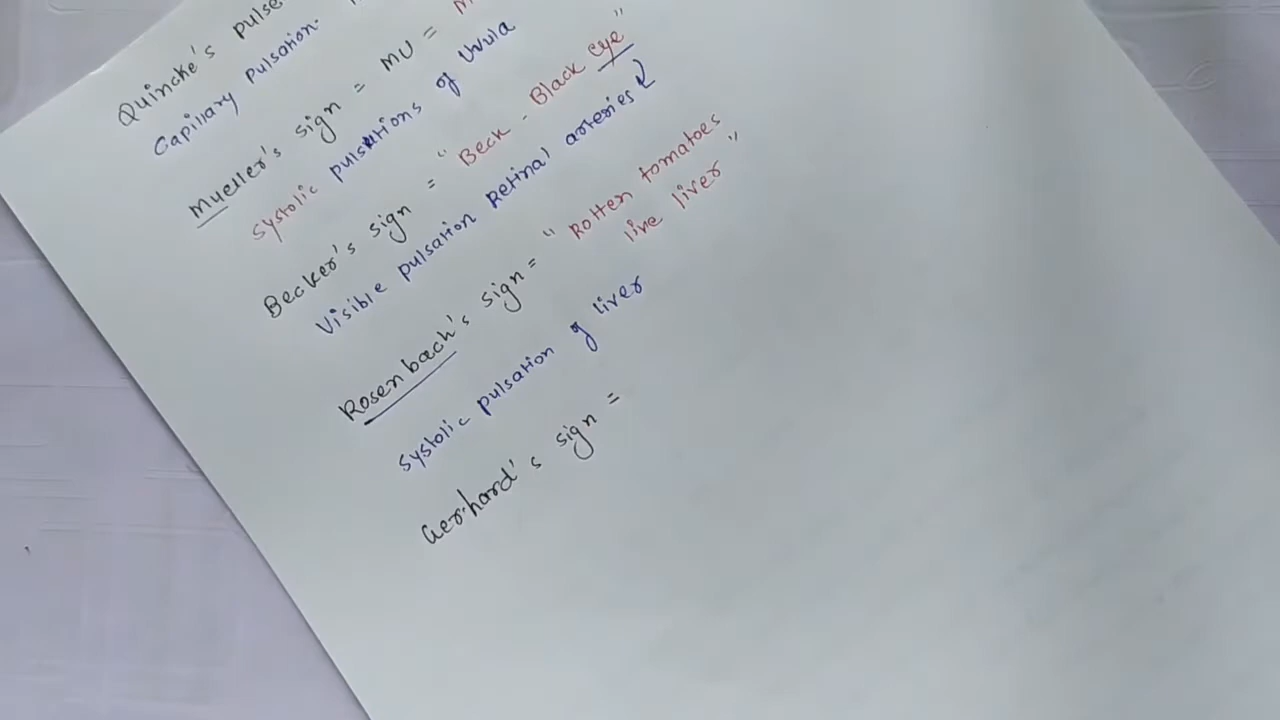 Quincke's pulse
Capillary pulsation.
Mueller's sign = MU =
Systolic pulsations of Uvula
Becker's sign = " Beck - Black eye "
Visible pulsation Retinal arteries
Rosenbach's sign = " Rotten tomatoes
like liver "
Systolic pulsation of liver
Gerhard's sign =